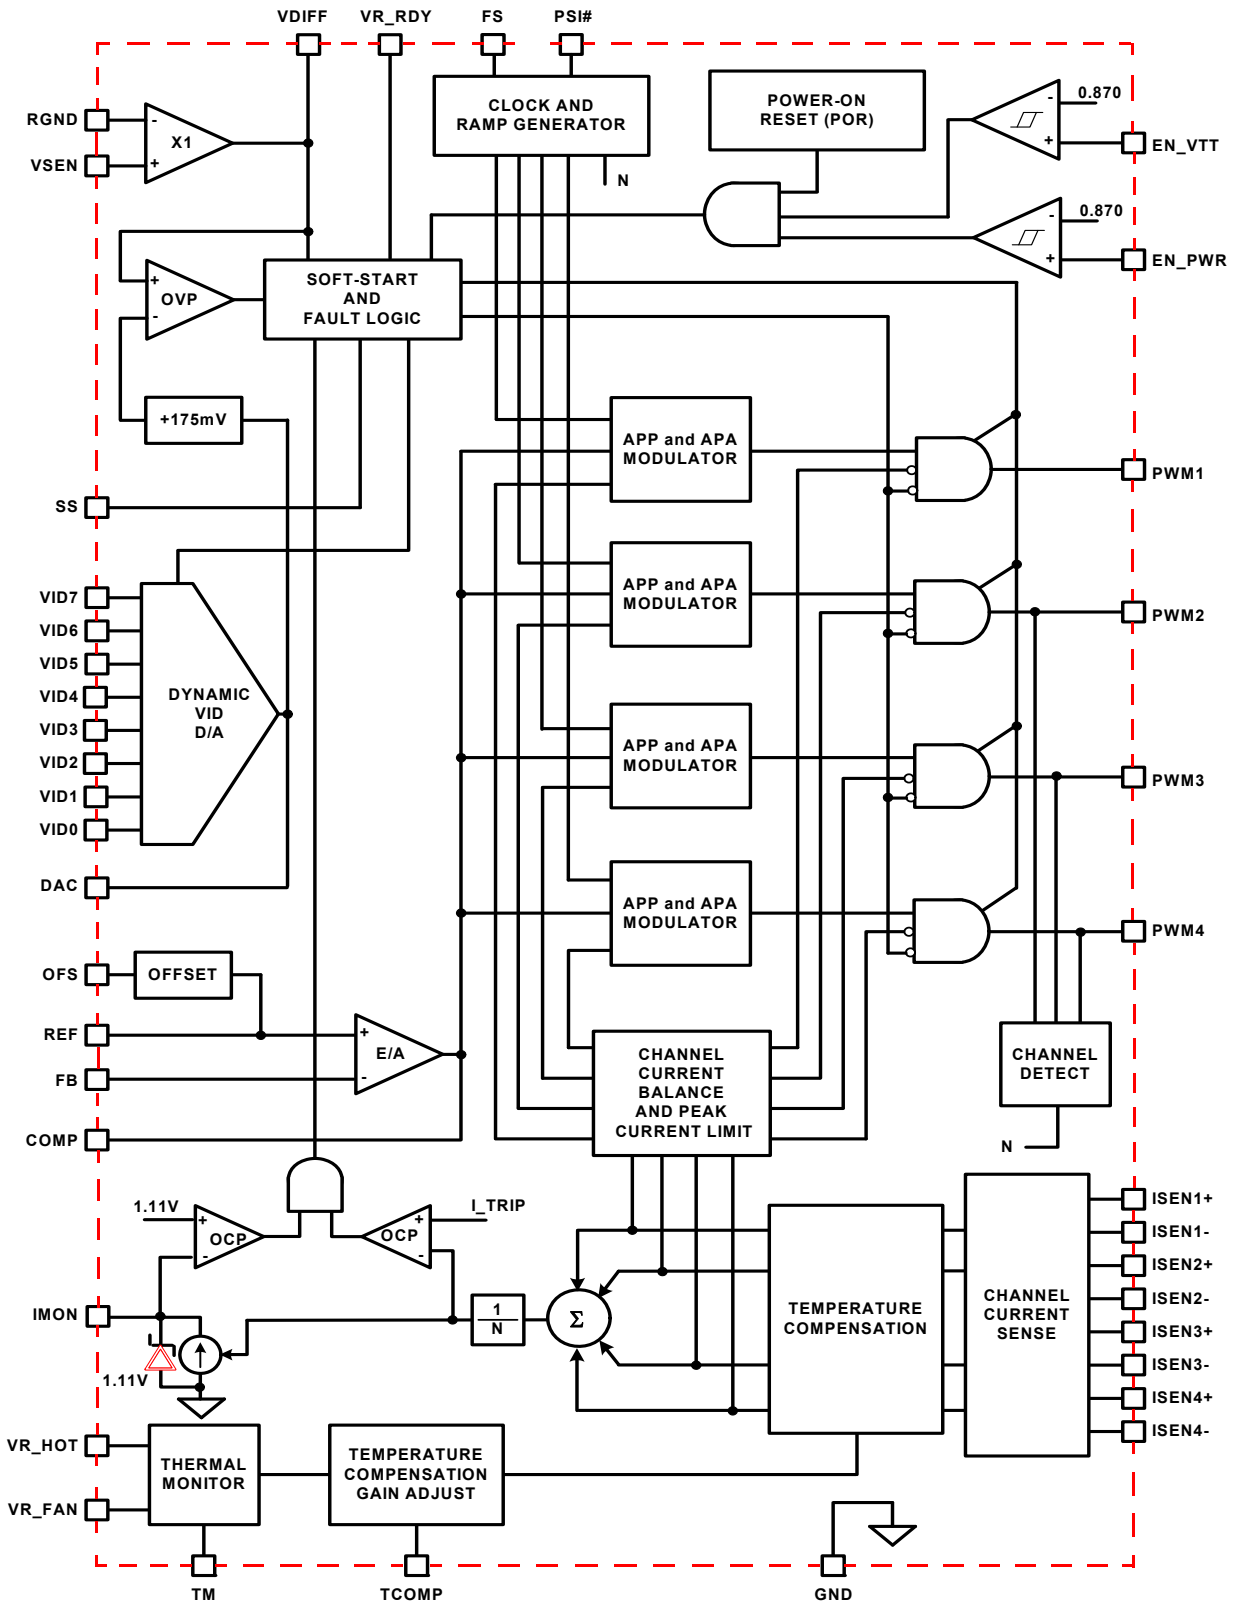 VDIFF VR_RDY FS PSI#
RGND
VSEN
-
+
X1
CLOCK AND
RAMP GENERATOR
N
POWER-ON
RESET (POR)
-
+
0.870
EN_VTT
-
+
0.870
EN_PWR
+
-
OVP
SOFT-START
AND
FAULT LOGIC
+175mV
SS
APP and APA
MODULATOR
PWM1
APP and APA
MODULATOR
PWM2
APP and APA
MODULATOR
PWM3
APP and APA
MODULATOR
PWM4
VID7
VID6
VID5
VID4
VID3
VID2
VID1
VID0
DYNAMIC
VID
D/A
DAC
OFS
OFFSET
REF
FB
+
-
E/A
COMP
CHANNEL
CURRENT
BALANCE
AND PEAK
CURRENT LIMIT
CHANNEL
DETECT
N
1.11V
+
-
OCP
I_TRIP
+
-
OCP
IMON
1.11V
1
N
Σ
TEMPERATURE
COMPENSATION
CHANNEL
CURRENT
SENSE
ISEN1+
ISEN1-
ISEN2+
ISEN2-
ISEN3+
ISEN3-
ISEN4+
ISEN4-
VR_HOT
VR_FAN
THERMAL
MONITOR
TEMPERATURE
COMPENSATION
GAIN ADJUST
TM TCOMP GND